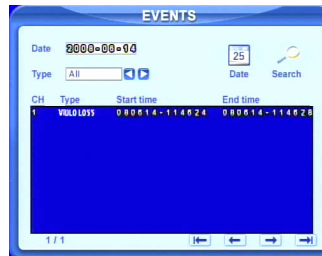 EVENTS
Date 2008-06-14
25
Type All
Date Search
CH Type Start time End time
1 VIDLO LOSS 080614-114624 080614-114628
1 / 1